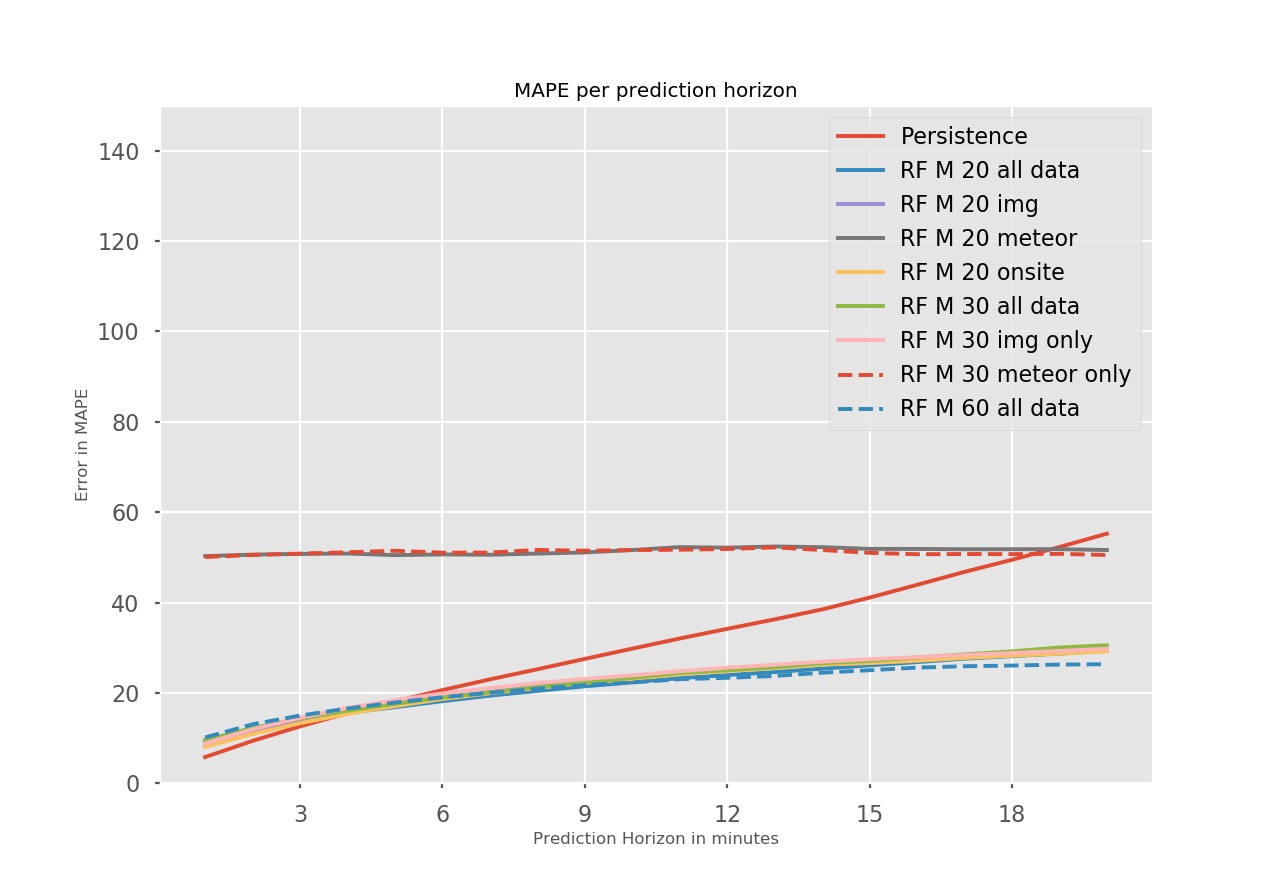 MAPE per prediction horizon
Persistence
RF M 20 all data
RF M 20 img
RF M 20 meteor
RF M 20 onsite
RF M 30 all data
RF M 30 img only
RF M 30 meteor only
RF M 60 all data
Error in MAPE
140
120
100
80
60
40
20
0
3 6 9 12 15 18
Prediction Horizon in minutes